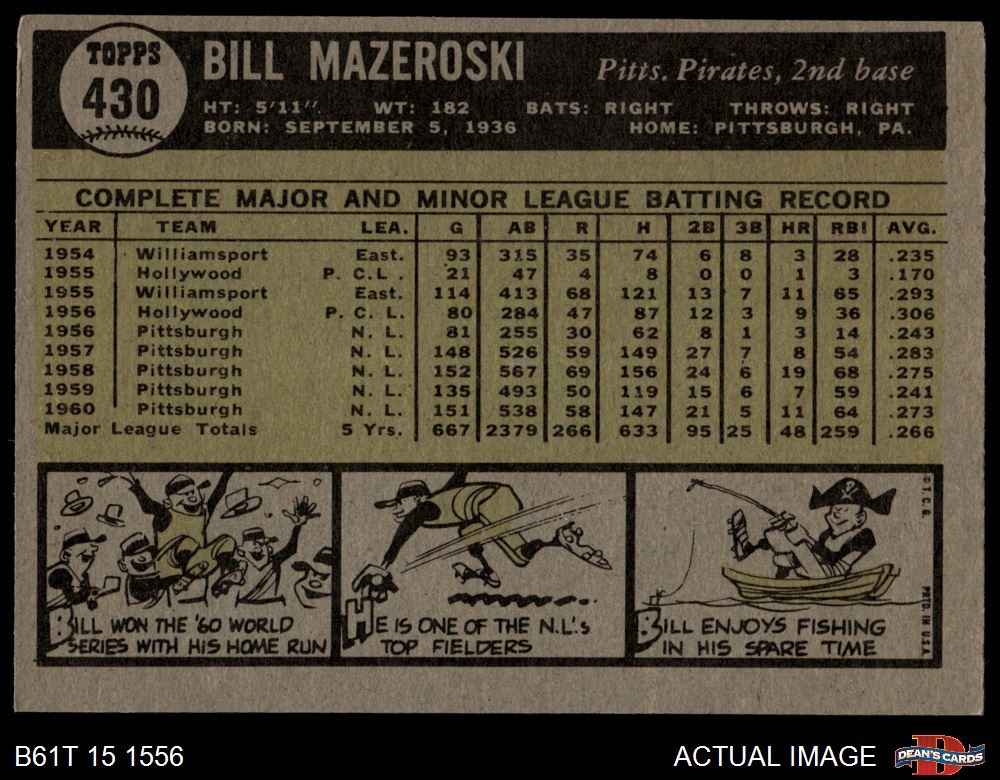 TOPPS
430
BILL MAZEROSKI
Pitts. Pirates, 2nd base
HT: 5'11". WT: 182 BATS: RIGHT THROWS: RIGHT
BORN: SEPTEMBER 5, 1936 HOME: PITTSBURGH, PA.
COMPLETE MAJOR AND MINOR LEAGUE BATTING RECORD
YEAR TEAM LEA. G AB R H 2B 3B HR RBI AVG.
1954 Williamsport East. 93 315 35 74 6 8 3 28 .235
1955 Hollywood P. C.L. 21 47 4 8 0 0 1 3 .170
1955 Williamsport East. 114 413 68 121 13 7 11 65 .293
1956 Hollywood P. C. L. 80 284 47 87 12 3 9 36 .306
1956 Pittsburgh N. L. 81 255 30 62 8 1 3 14 .243
1957 Pittsburgh N. L. 148 526 59 149 27 7 8 54 .283
1958 Pittsburgh N. L. 152 567 69 156 24 6 19 68 .275
1959 Pittsburgh N. L. 135 493 50 119 15 6 7 59 .241
1960 Pittsburgh N. L. 151 538 58 147 21 5 11 64 .273
Major League Totals 5 Yrs. 667 2379 266 633 95 25 48 259 .266
BILL WON THE '60 WORLD
SERIES WITH HIS HOME RUN
HE IS ONE OF THE N.L.'s
TOP FIELDERS
BILL ENJOYS FISHING
IN HIS SPARE TIME
© T. C. G.
PRTD. IN U.S.A.
B61T 15 1556
ACTUAL IMAGE
D
DEAN'S CARDS